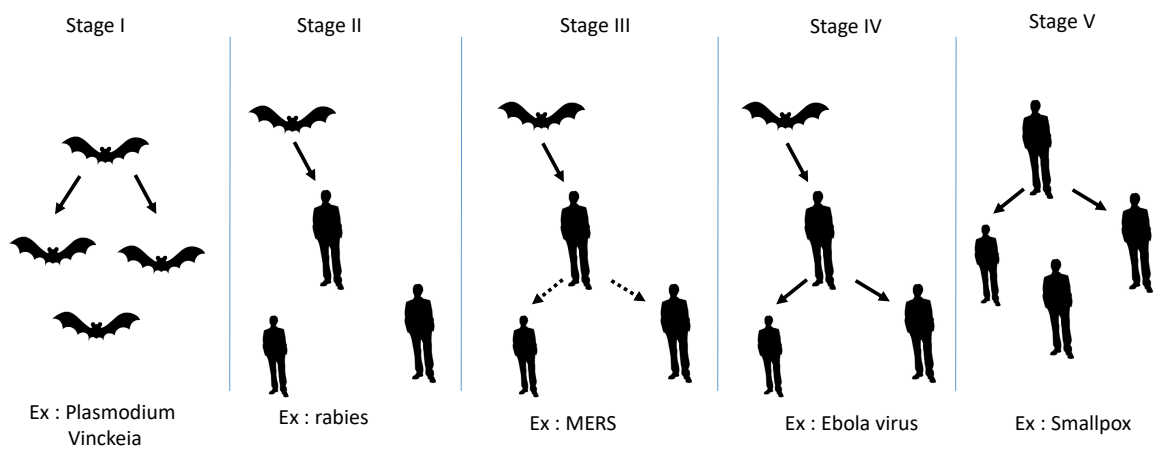 Stage I
Stage II
Stage III
Stage IV
Stage V
Ex : Plasmodium
Vinckeia
Ex : rabies
Ex : MERS
Ex : Ebola virus
Ex : Smallpox